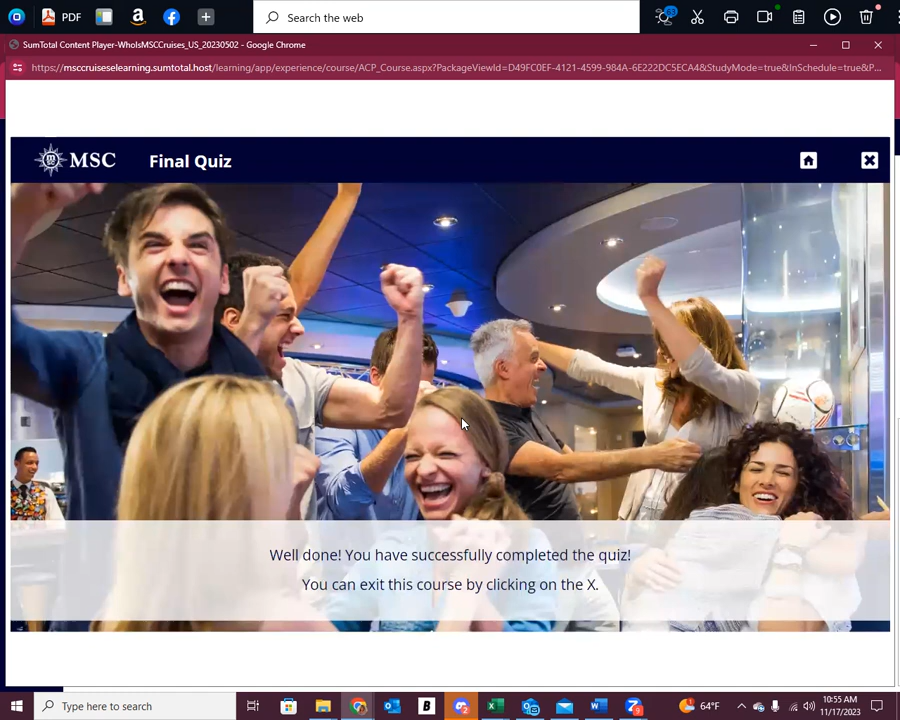 PDF
Search the web
SumTotal Content Player-WhoIsMSCCruises_US_20230502 - Google Chrome
https://msccruiseselearning.sumtotal.host/learning/app/experience/course/ACP_Course.aspx?PackageViewId=D49FC0EF-4121-4599-984A-6E222DC5ECA4&StudyMode=true&InSchedule=true&P...
MSC Final Quiz
Well done! You have successfully completed the quiz!
You can exit this course by clicking on the X.
Type here to search
64°F
10:55 AM
11/17/2023